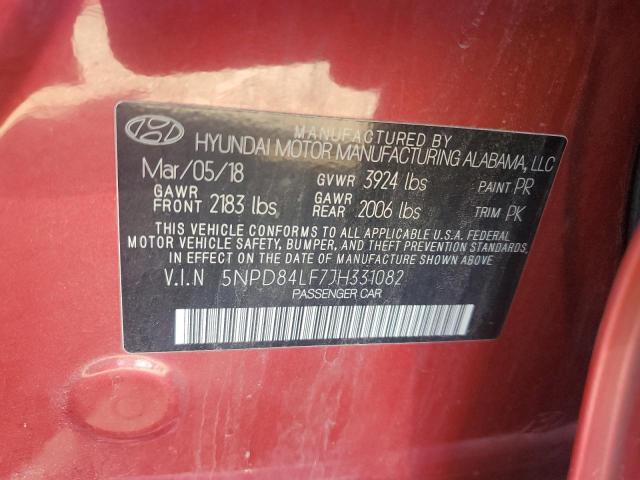 MANUFACTURED BY
HYUNDAI MOTOR MANUFACTURING ALABAMA, LLC
Mar/05/18 GVWR 3924 lbs PAINT PR
GAWR FRONT 2183 lbs GAWR REAR 2006 lbs TRIM PK
THIS VEHICLE CONFORMS TO ALL APPLICABLE U.S.A. FEDERAL
MOTOR VEHICLE SAFETY, BUMPER, AND THEFT PREVENTION STANDARDS
IN EFFECT ON THE DATE OF MANUFACTURE SHOWN ABOVE.
V.I.N 5NPD84LF7JH331082
PASSENGER CAR